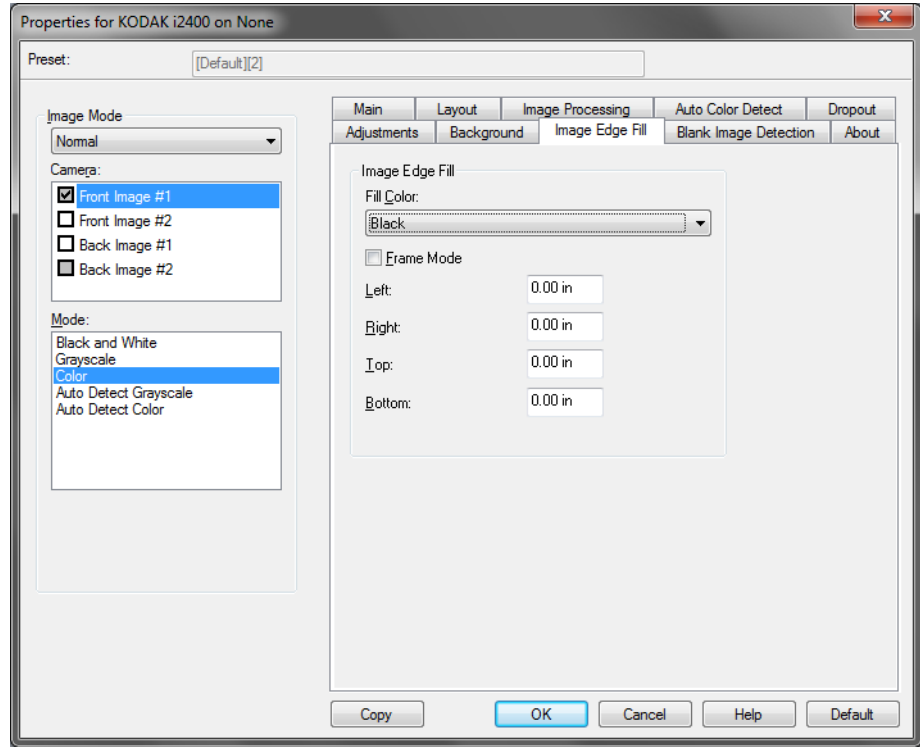 Properties for KODAK i2400 on None
Preset:
[Default][2]
Image Mode
Normal
Camera:
Front Image #1
Front Image #2
Back Image #1
Back Image #2
Mode:
Black and White
Grayscale
Color
Auto Detect Grayscale
Auto Detect Color
Main
Layout
Image Processing
Auto Color Detect
Dropout
Adjustments
Background
Image Edge Fill
Blank Image Detection
About
Image Edge Fill
Fill Color:
Black
Frame Mode
Left: 0.00 in
Right: 0.00 in
Top: 0.00 in
Bottom: 0.00 in
Copy
OK
Cancel
Help
Default